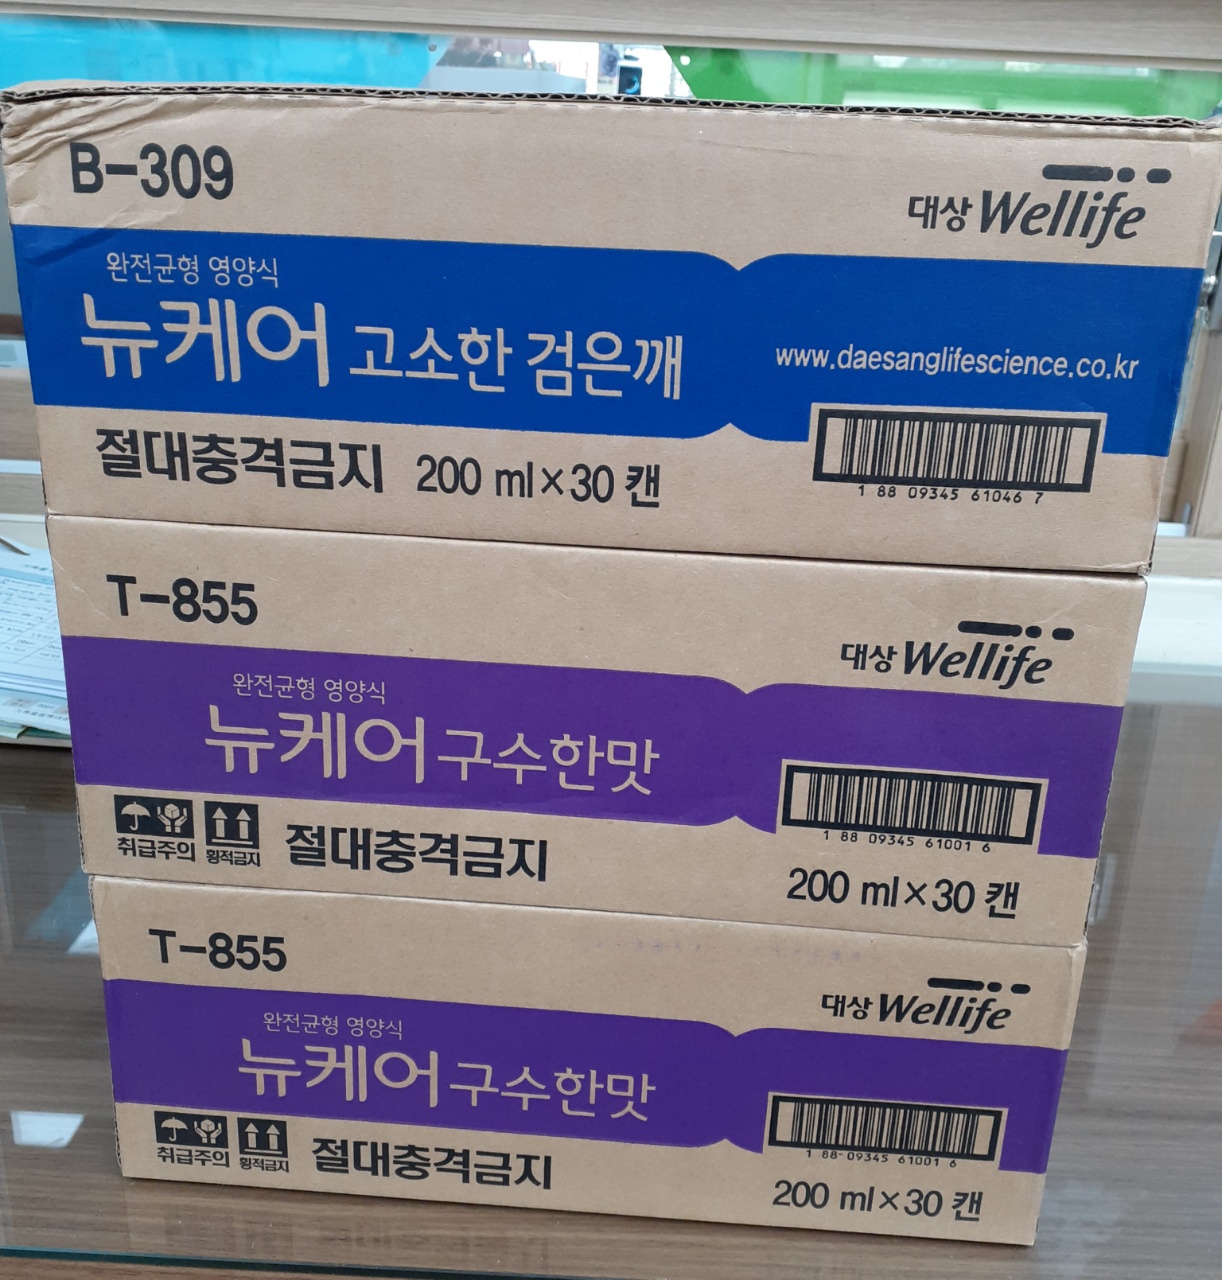 B-309
대상 Wellife
완전균형 영양식
뉴케어 고소한 검은깨
www.daesanglifescience.co.kr
절대충격금지 200 ml×30 캔
1 88 09345 61046 7
T-855
대상 Wellife
완전균형 영양식
뉴케어 구수한맛
1 88 09345 61001 6
취급주의 횡적금지 절대충격금지
200 ml×30 캔
T-855
대상 Wellife
완전균형 영양식
뉴케어 구수한맛
1 88 09345 61001 6
취급주의 횡적금지 절대충격금지
200 ml×30 캔